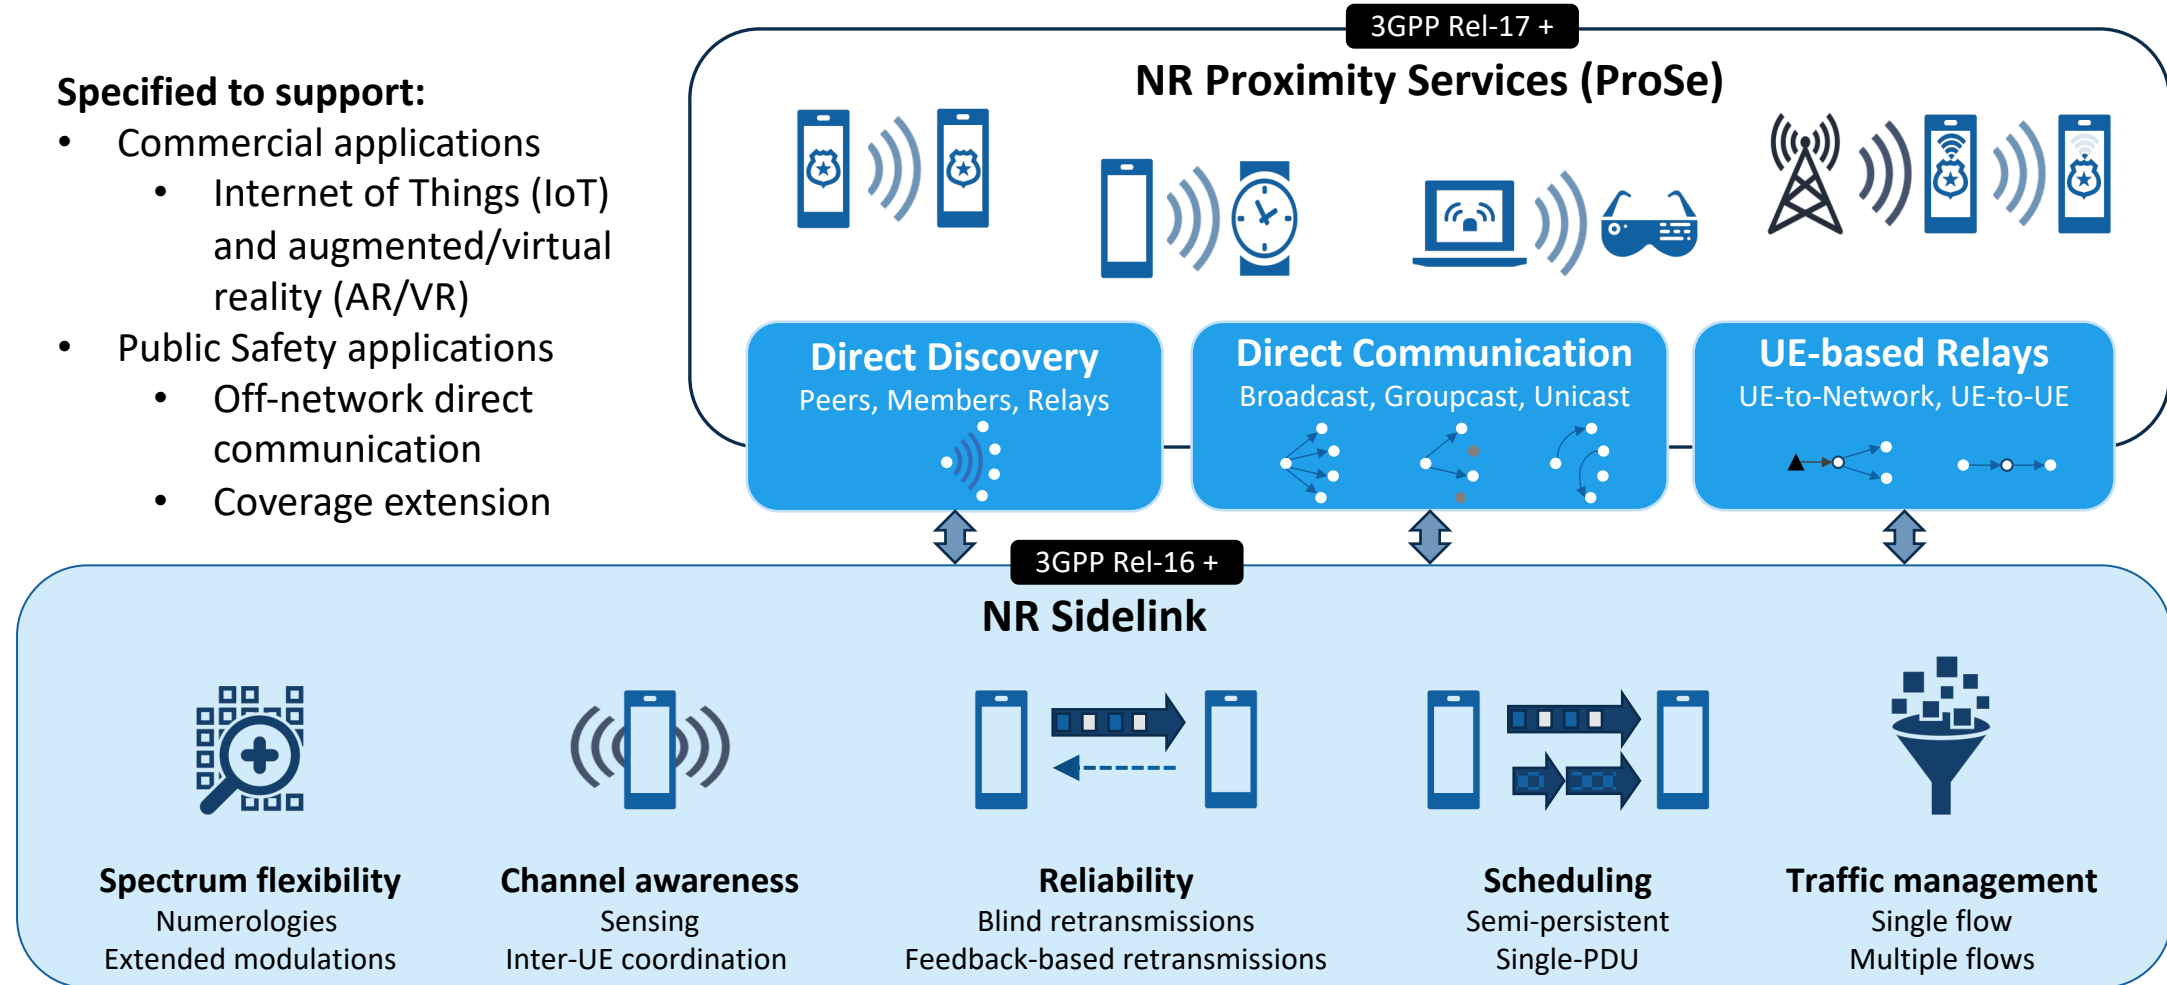 Specified to support:
• Commercial applications
• Internet of Things (IoT)
and augmented/virtual
reality (AR/VR)
• Public Safety applications
• Off-network direct
communication
• Coverage extension
3GPP Rel-17 +
NR Proximity Services (ProSe)
Direct Discovery
Peers, Members, Relays
Direct Communication
Broadcast, Groupcast, Unicast
UE-based Relays
UE-to-Network, UE-to-UE
3GPP Rel-16 +
NR Sidelink
Spectrum flexibility
Numerologies
Extended modulations
Channel awareness
Sensing
Inter-UE coordination
Reliability
Blind retransmissions
Feedback-based retransmissions
Scheduling
Semi-persistent
Single-PDU
Traffic management
Single flow
Multiple flows